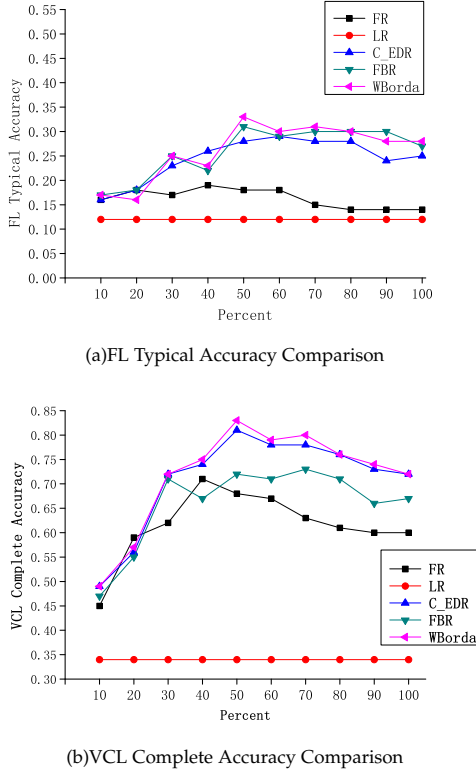 0.55
0.50
0.45
0.40
0.35
0.30
0.25
0.20
0.15
0.10
0.05
0.00
FL Typical Accuracy
FR
LR
C_EDR
FBR
WBorda
10 20 30 40 50 60 70 80 90 100
Percent
(a)FL Typical Accuracy Comparison
0.85
0.80
0.75
0.70
0.65
0.60
0.55
0.50
0.45
0.40
0.35
0.30
VCL Complete Accuracy
FR
LR
C_EDR
FBR
WBorda
10 20 30 40 50 60 70 80 90 100
Percent
(b)VCL Complete Accuracy Comparison